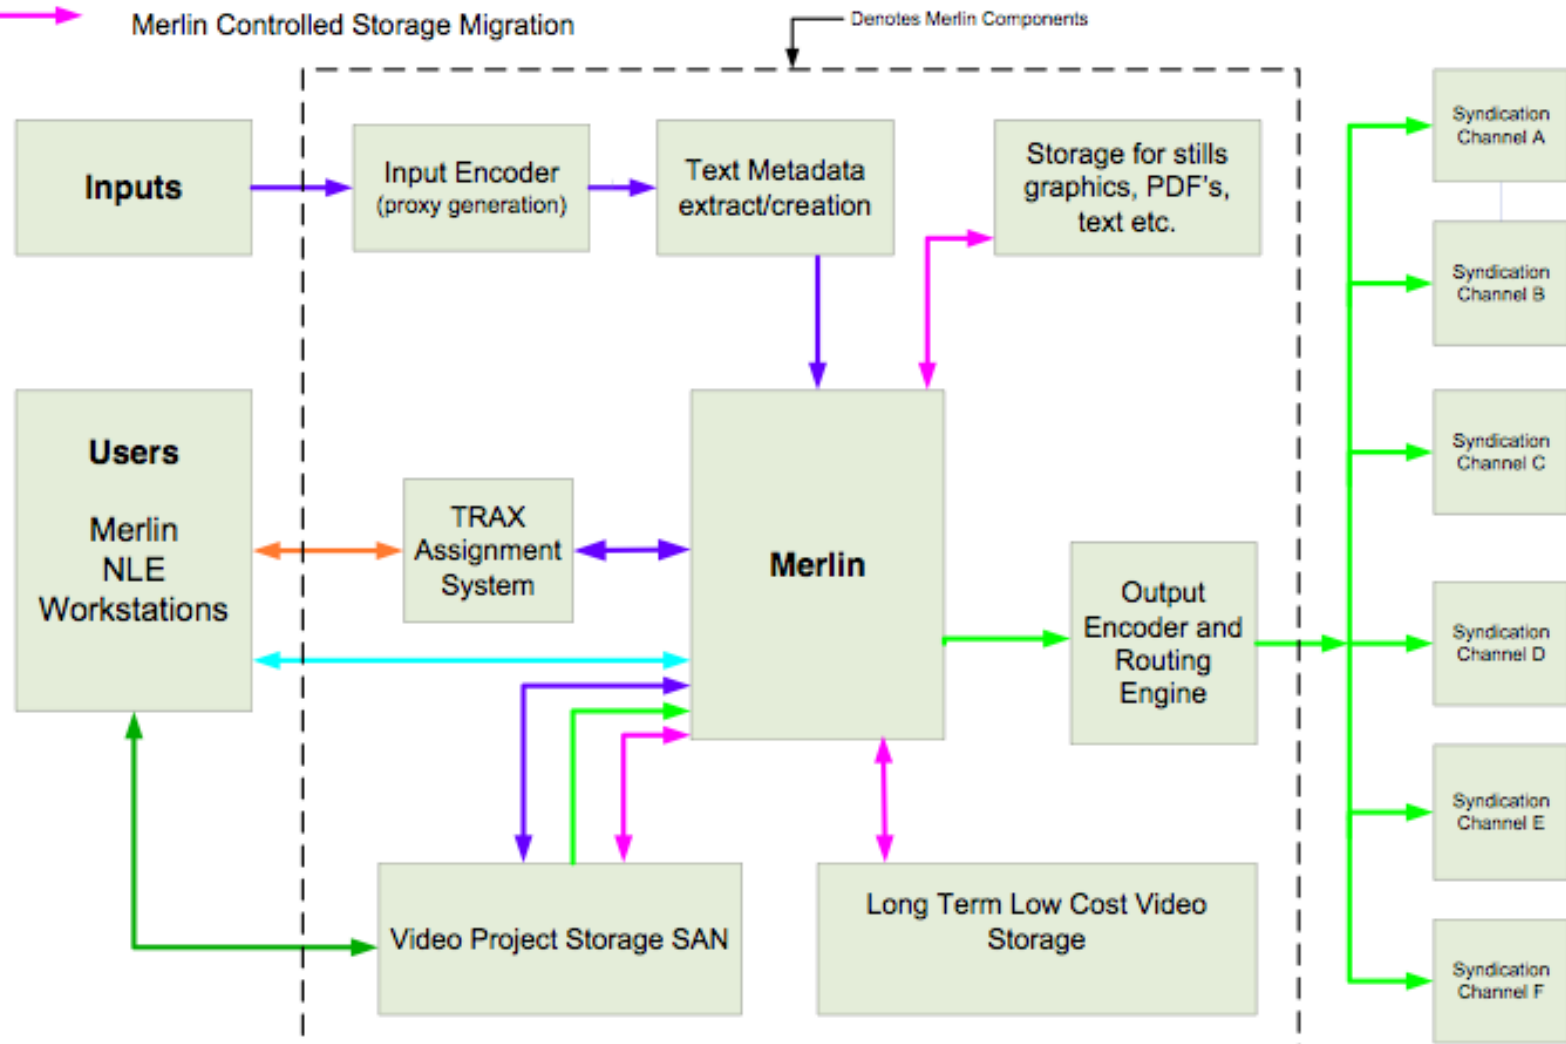 Merlin Controlled Storage Migration
Denotes Merlin Components
Inputs
Input Encoder
(proxy generation)
Text Metadata
extract/creation
Storage for stills
graphics, PDF's,
text etc.
Syndication
Channel A
Syndication
Channel B
Users
Merlin
NLE
Workstations
TRAX
Assignment
System
Merlin
Output
Encoder and
Routing
Engine
Syndication
Channel C
Syndication
Channel D
Video Project Storage SAN
Long Term Low Cost Video
Storage
Syndication
Channel E
Syndication
Channel F